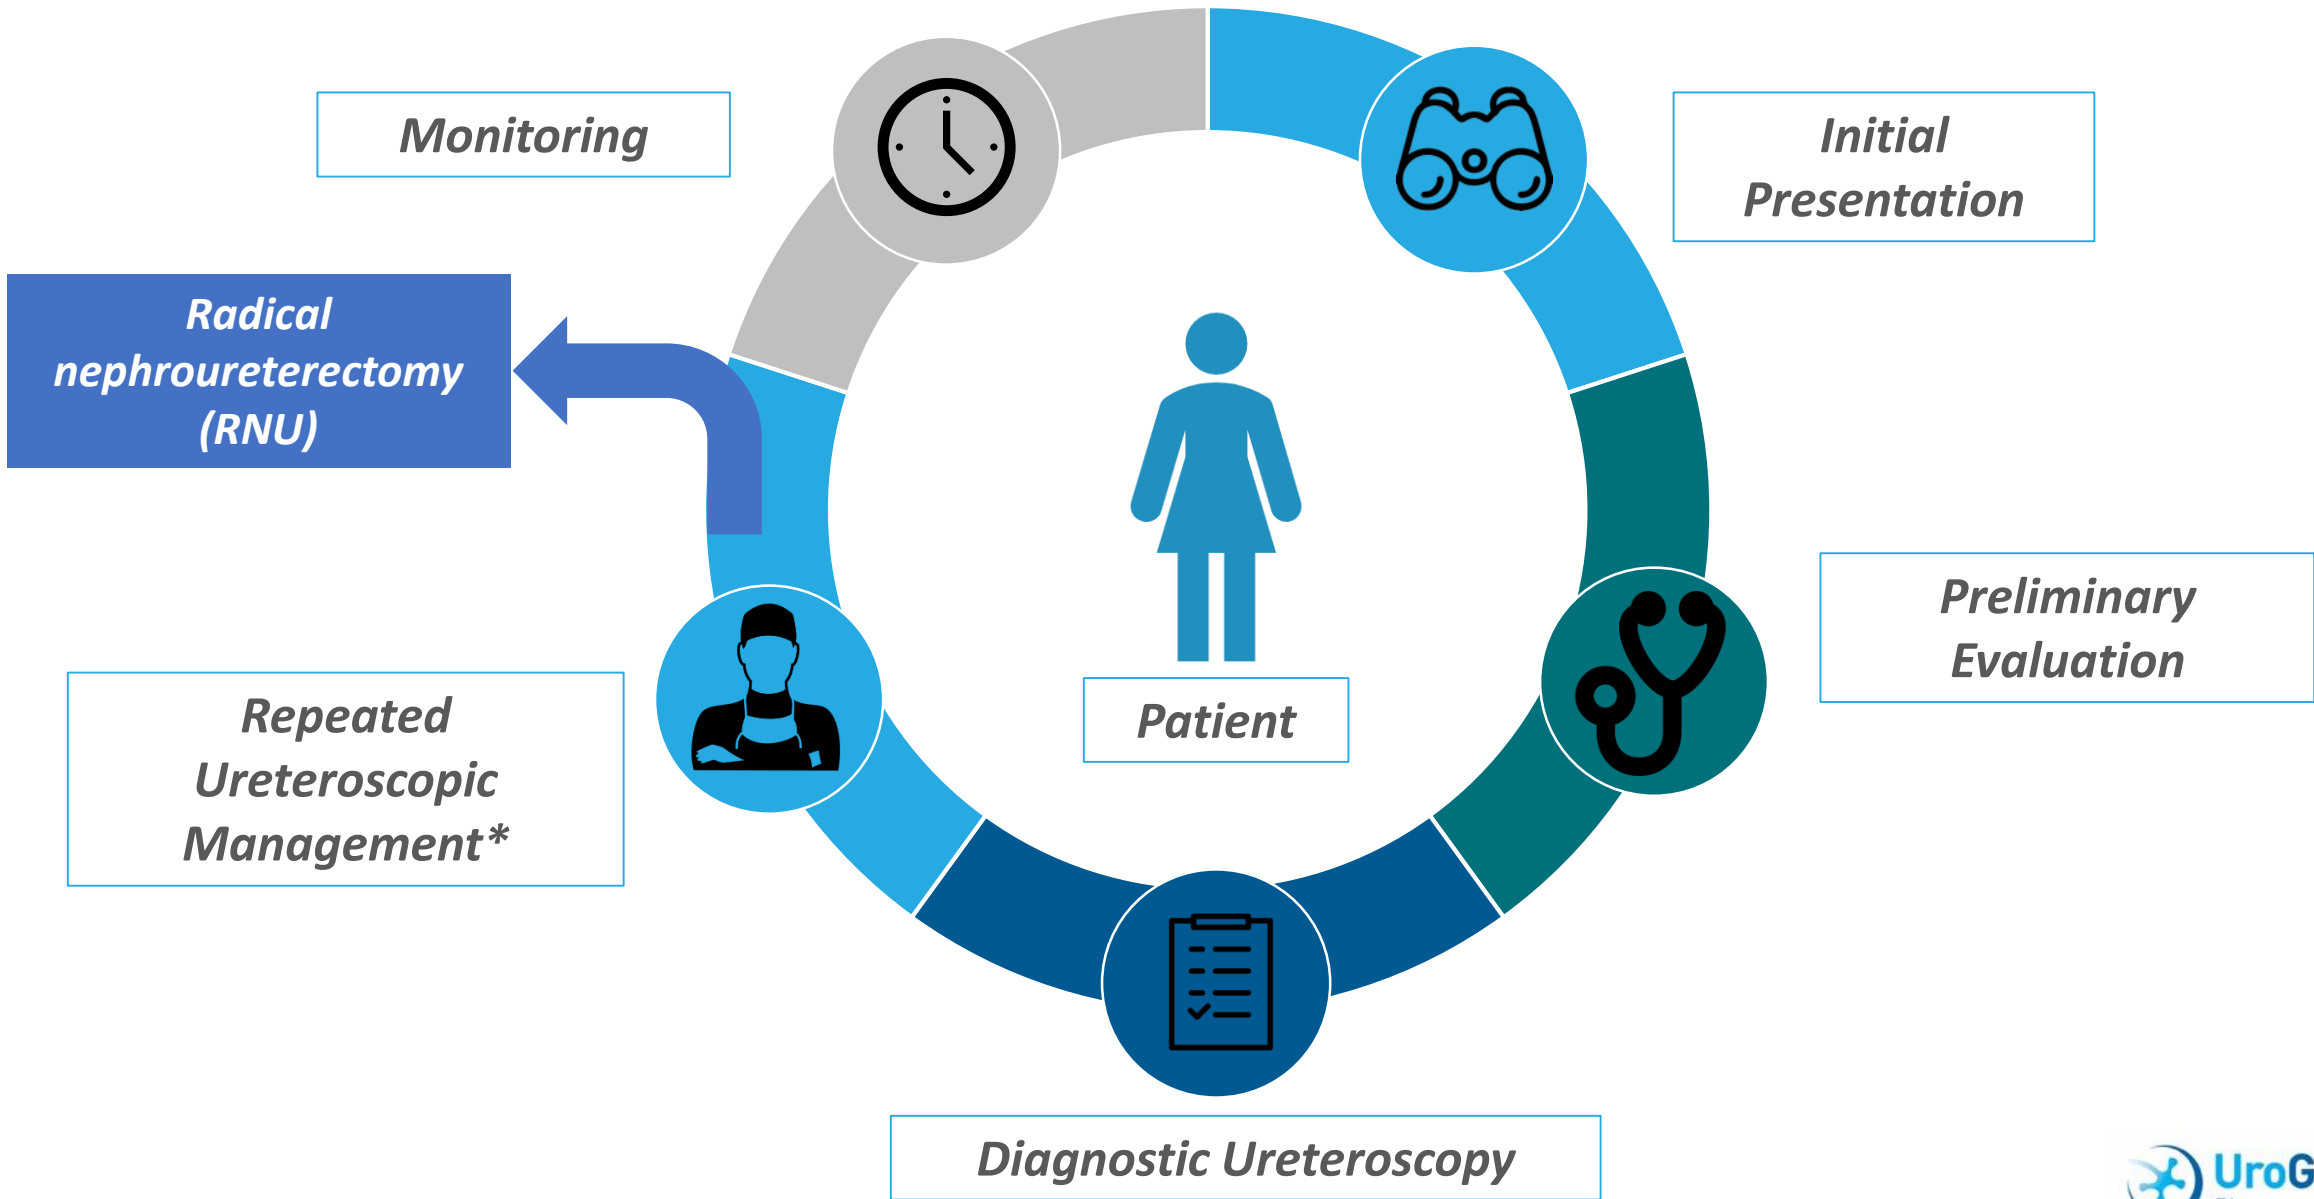 Monitoring
Initial
Presentation
Radical
nephroureterectomy
(RNU)
Preliminary
Evaluation
Repeated
Ureteroscopic
Management*
Patient
Diagnostic Ureteroscopy
UroG